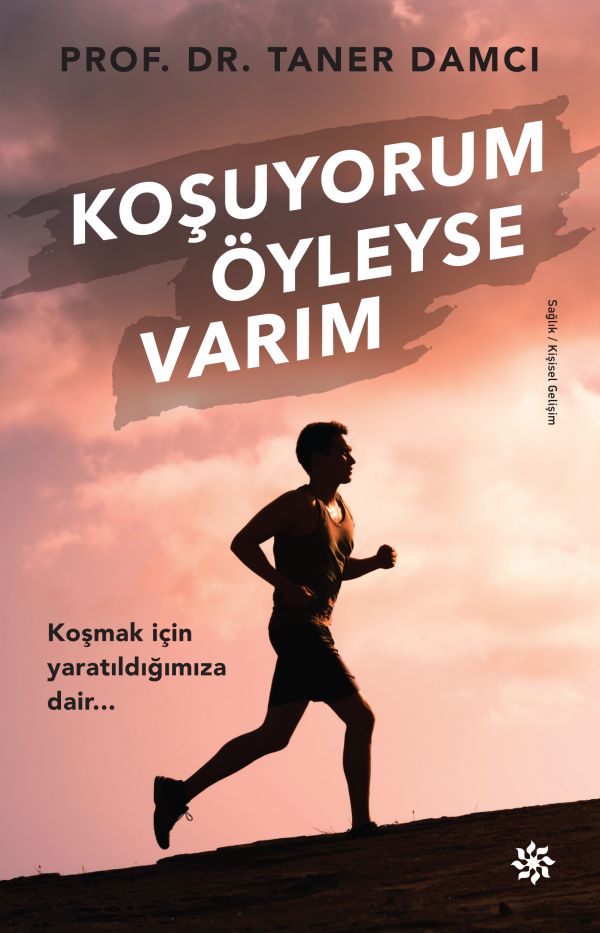 PROF. DR. TANER DAMCI
KOŞUYORUM
ÖYLEYSE
VARIM
Sağlık / Kişisel Gelişim
Koşmak için
yaratıldığımıza
dair...